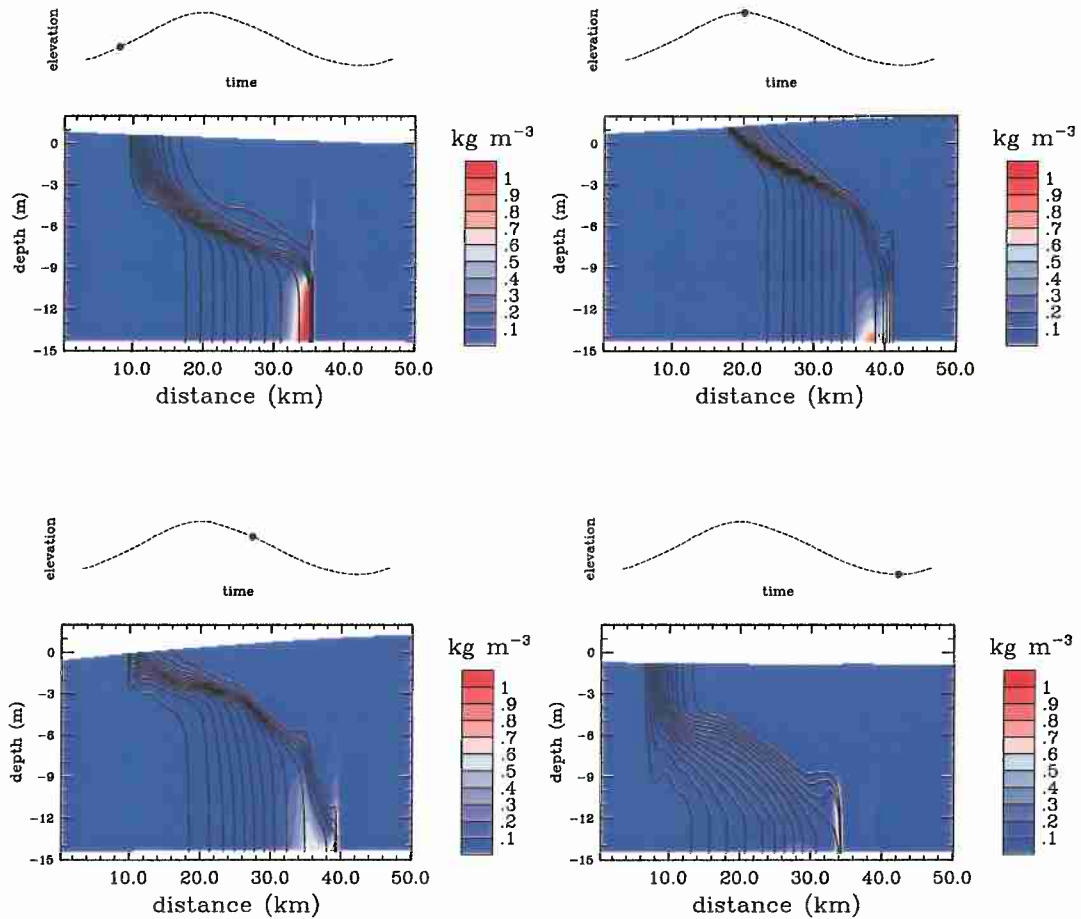 elevation
time
elevation
time
depth (m)
0
-3
-6
-9
-12
-15
10.0 20.0 30.0 40.0 50.0
distance (km)
kg m⁻³
1
.9
.8
.7
.6
.5
.4
.3
.2
.1
depth (m)
0
-3
-6
-9
-12
-15
10.0 20.0 30.0 40.0 50.0
distance (km)
kg m⁻³
1
.9
.8
.7
.6
.5
.4
.3
.2
.1
elevation
time
elevation
time
depth (m)
0
-3
-6
-9
-12
-15
10.0 20.0 30.0 40.0 50.0
distance (km)
kg m⁻³
1
.9
.8
.7
.6
.5
.4
.3
.2
.1
depth (m)
0
-3
-6
-9
-12
-15
10.0 20.0 30.0 40.0 50.0
distance (km)
kg m⁻³
1
.9
.8
.7
.6
.5
.4
.3
.2
.1